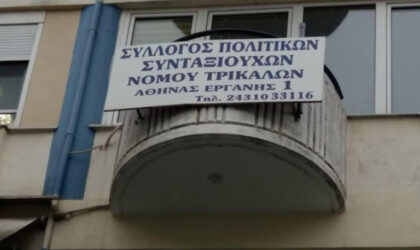 ΣΥΛΛΟΓΟΣ ΠΟΛΙΤΙΚΩΝ
ΣΥΝΤΑΞΙΟΥΧΩΝ
ΝΟΜΟΥ ΤΡΙΚΑΛΩΝ
ΑΘΗΝΑΣ ΕΡΓΑΝΗΣ 1
Τηλ. 2431033116